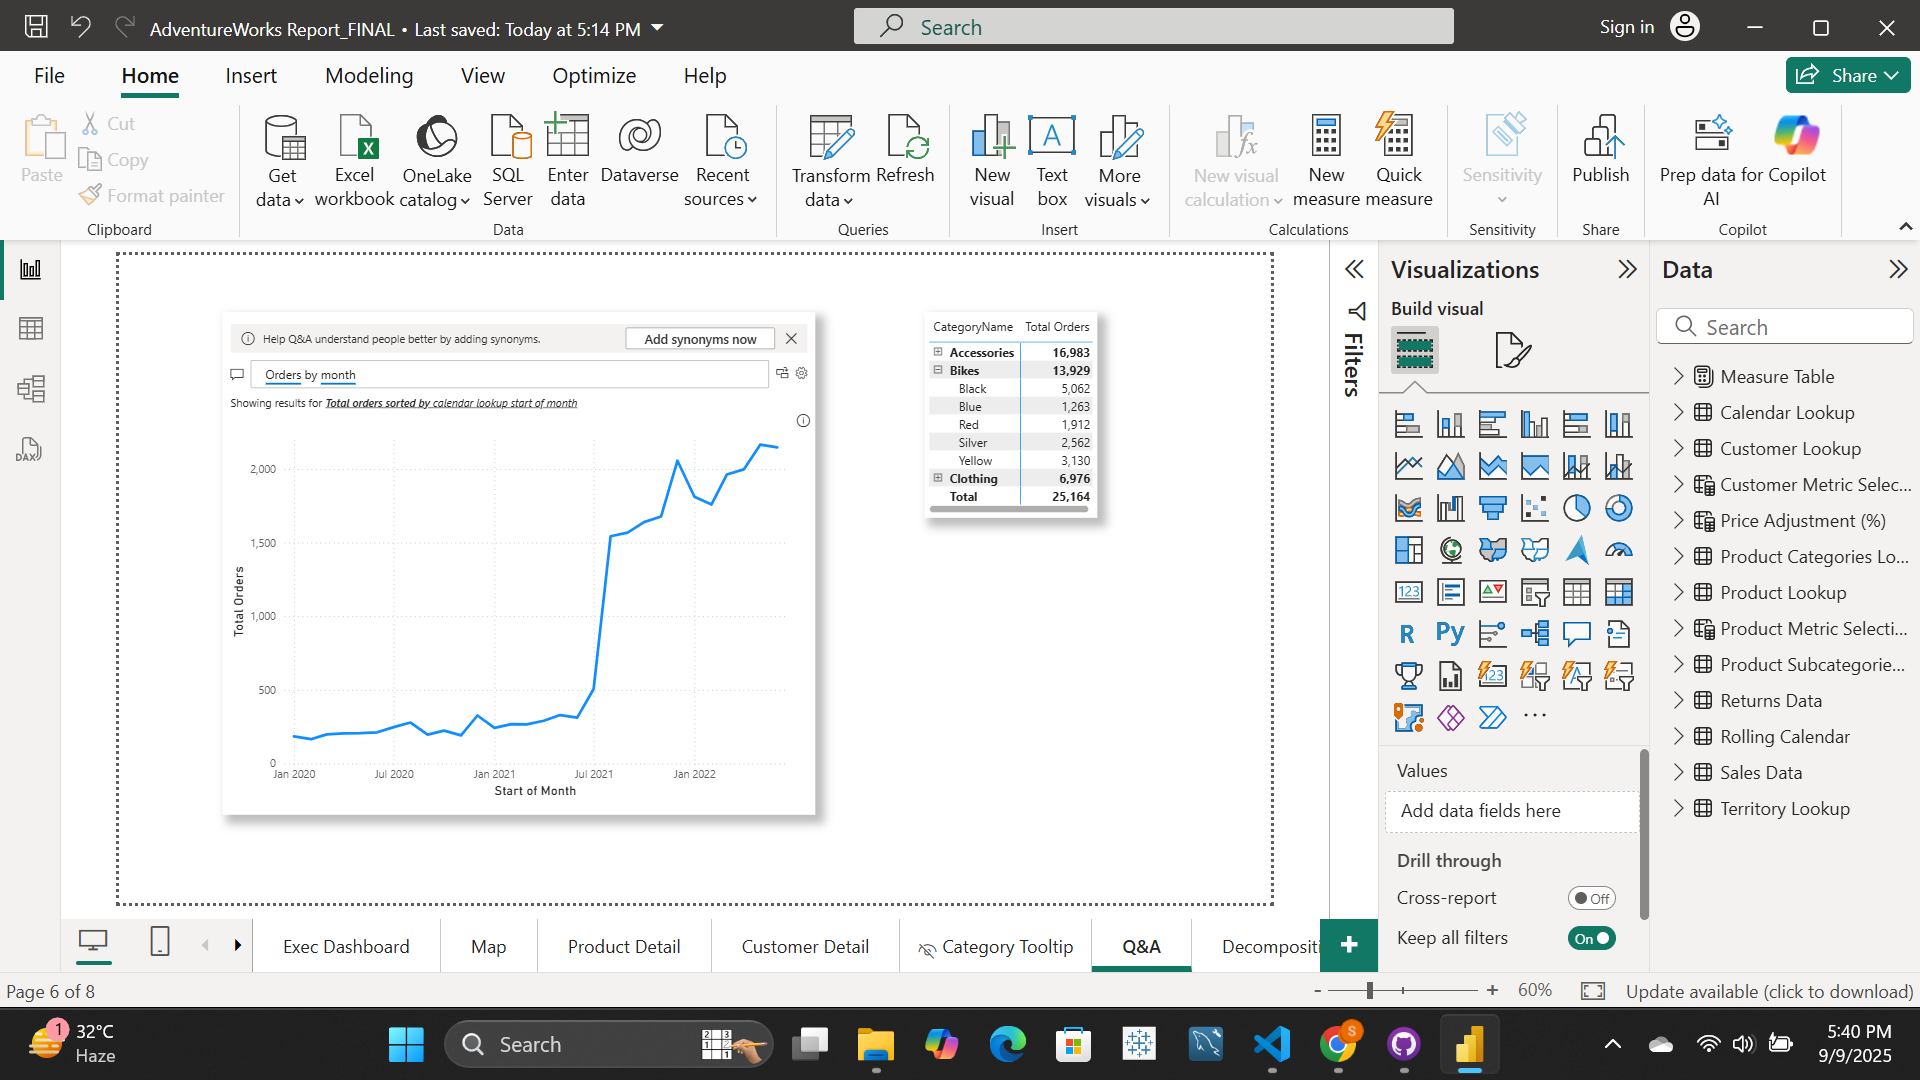 AdventureWorks Report_FINAL • Last saved: Today at 5:14 PM
Search
Sign in
File Home Insert Modeling View Optimize Help
Share
Paste
Cut
Copy
Format painter
Clipboard
Get data
Excel workbook
OneLake catalog
SQL Server
Enter data
Dataverse
Recent sources
Data
Transform data
Refresh
Queries
New visual
Text box
More visuals
Insert
New visual calculation
New measure
Quick measure
Calculations
Sensitivity
Sensitivity
Publish
Share
Prep data for AI
Copilot
Copilot
DAX
Help Q&A understand people better by adding synonyms.
Add synonyms now
Orders by month
Showing results for Total orders sorted by calendar lookup start of month
Total Orders
2,000
1,500
1,000
500
0
Jan 2020 Jul 2020 Jan 2021 Jul 2021 Jan 2022
Start of Month
CategoryName Total Orders
Accessories 16,983
Bikes 13,929
Black 5,062
Blue 1,263
Red 1,912
Silver 2,562
Yellow 3,130
Clothing 6,976
Total 25,164
Filters
Visualizations
Build visual
123
R Py
123
Values
Add data fields here
Drill through
Cross-report Off
Keep all filters On
Data
Search
Measure Table
Calendar Lookup
Customer Lookup
Customer Metric Selec...
Price Adjustment (%)
Product Categories Lo...
Product Lookup
Product Metric Selecti...
Product Subcategorie...
Returns Data
Rolling Calendar
Sales Data
Territory Lookup
Exec Dashboard Map Product Detail Customer Detail Category Tooltip Q&A Decompositi
Page 6 of 8
- + 60%
Update available (click to download)
1
32°C
Haze
Search
S
5:40 PM
9/9/2025